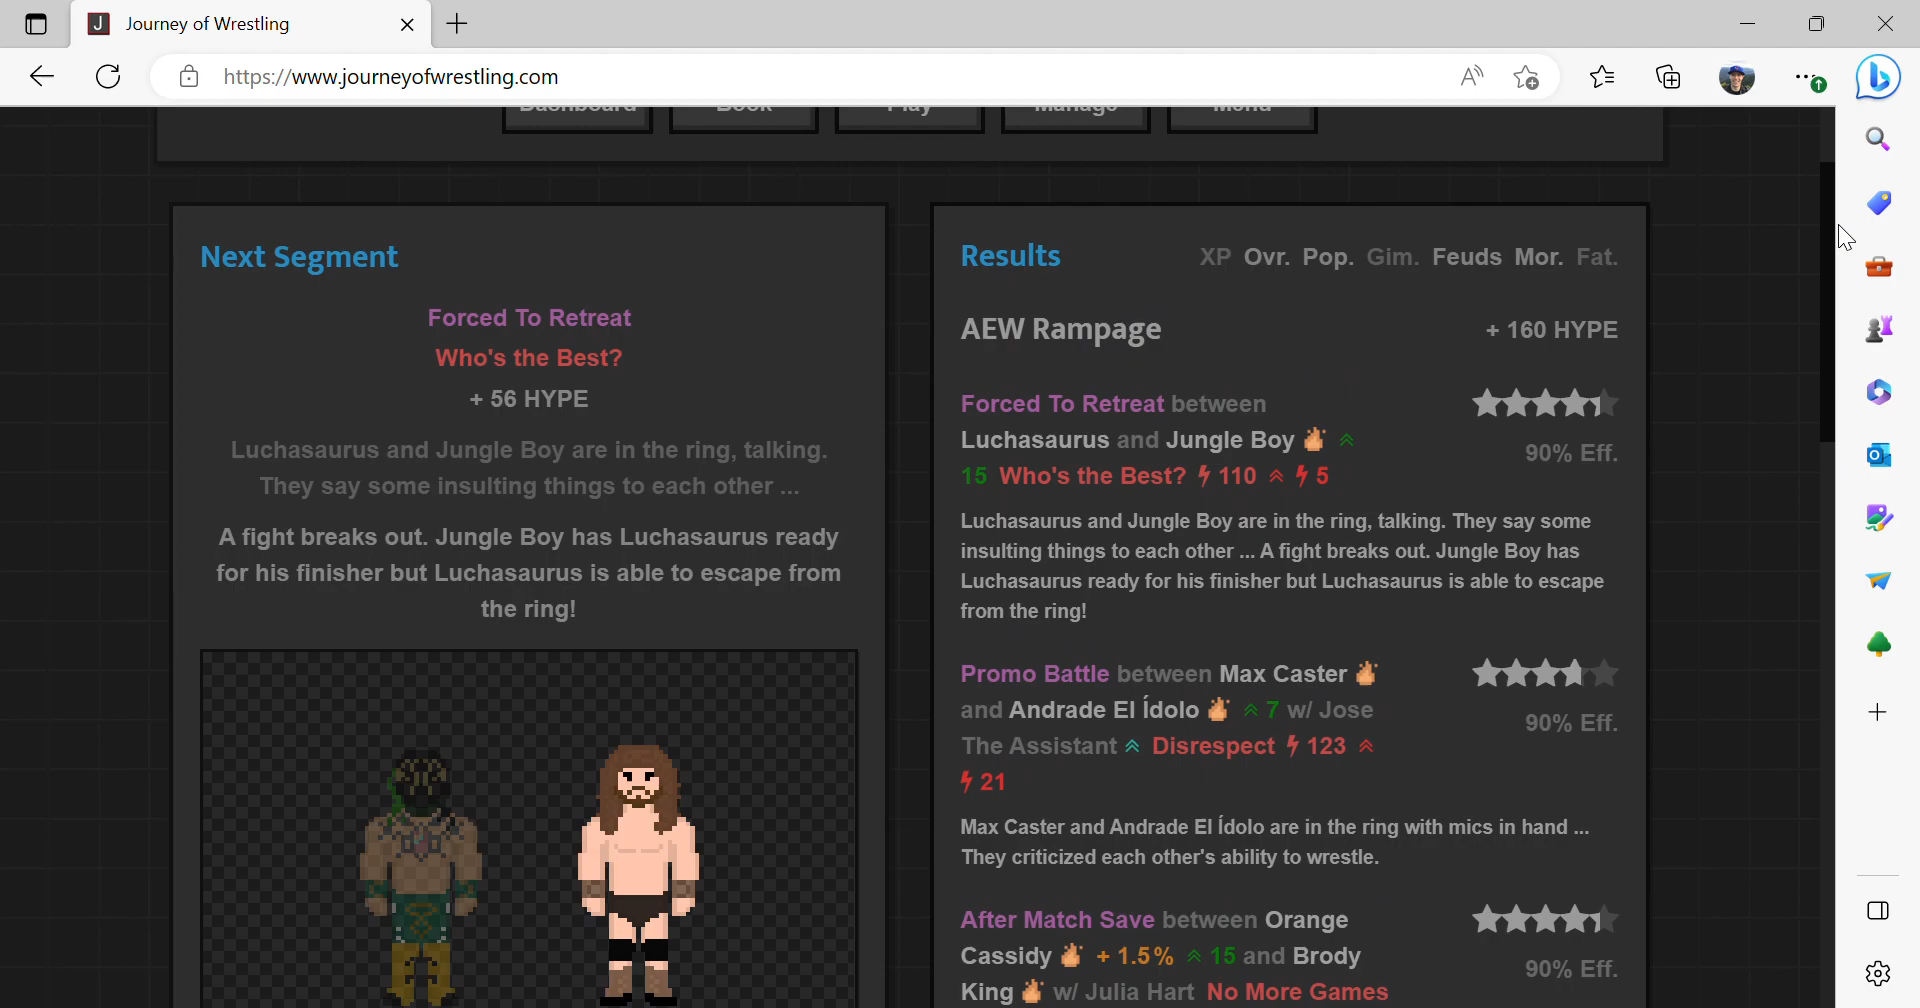 Journey of Wrestling
https://www.journeyofwrestling.com
Dashboard Book Play Manage Menu
Next Segment
Forced To Retreat
Who's the Best?
+ 56 HYPE
Luchasaurus and Jungle Boy are in the ring, talking.
They say some insulting things to each other ...
A fight breaks out. Jungle Boy has Luchasaurus ready
for his finisher but Luchasaurus is able to escape from
the ring!
Results XP Ovr. Pop. Gim. Feuds Mor. Fat.
AEW Rampage + 160 HYPE
Forced To Retreat between
Luchasaurus and Jungle Boy
90% Eff.
15 Who's the Best? 110 5
Luchasaurus and Jungle Boy are in the ring, talking. They say some
insulting things to each other ... A fight breaks out. Jungle Boy has
Luchasaurus ready for his finisher but Luchasaurus is able to escape
from the ring!
Promo Battle between Max Caster
and Andrade El Ídolo 7 w/ Jose
90% Eff.
The Assistant Disrespect 123
21
Max Caster and Andrade El Ídolo are in the ring with mics in hand ...
They criticized each other's ability to wrestle.
After Match Save between Orange
Cassidy + 1.5% 15 and Brody
90% Eff.
King w/ Julia Hart No More Games